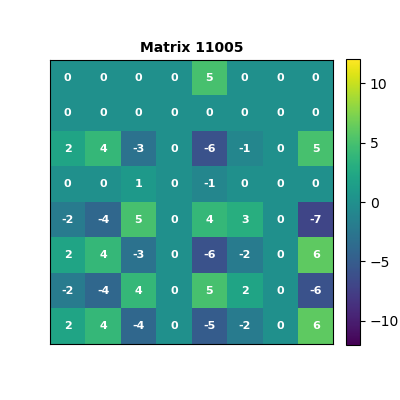 Matrix 11005
0 0 0 0 5 0 0 0
0 0 0 0 0 0 0 0
2 4 -3 0 -6 -1 0 5
0 0 1 0 -1 0 0 0
-2 -4 5 0 4 3 0 -7
2 4 -3 0 -6 -2 0 6
-2 -4 4 0 5 2 0 -6
2 4 -4 0 -5 -2 0 6
10
5
0
−5
−10